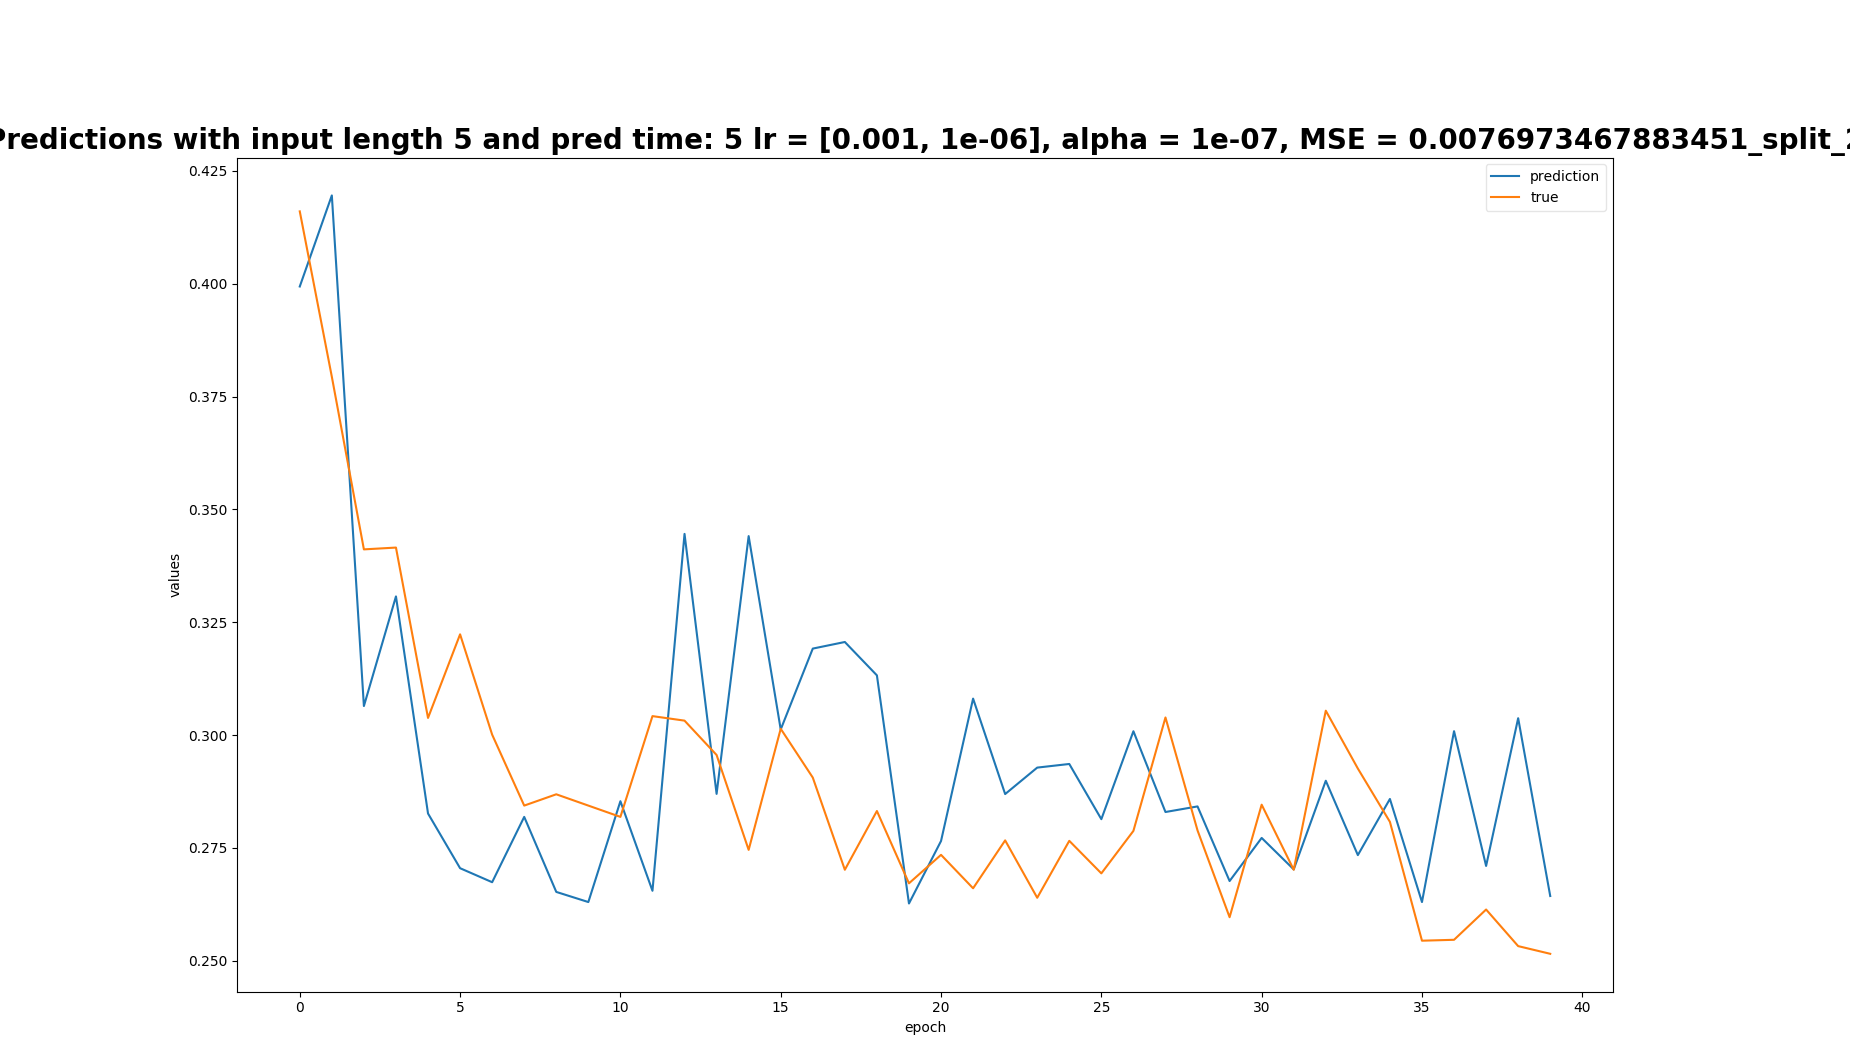 Predictions with input length 5 and pred time: 5 lr = [0.001, 1e-06], alpha = 1e-07, MSE = 0.0076973467883451_split_2
prediction
true
0.425
0.400
0.375
0.350
0.325
0.300
0.275
0.250
values
0 5 10 15 20 25 30 35 40
epoch